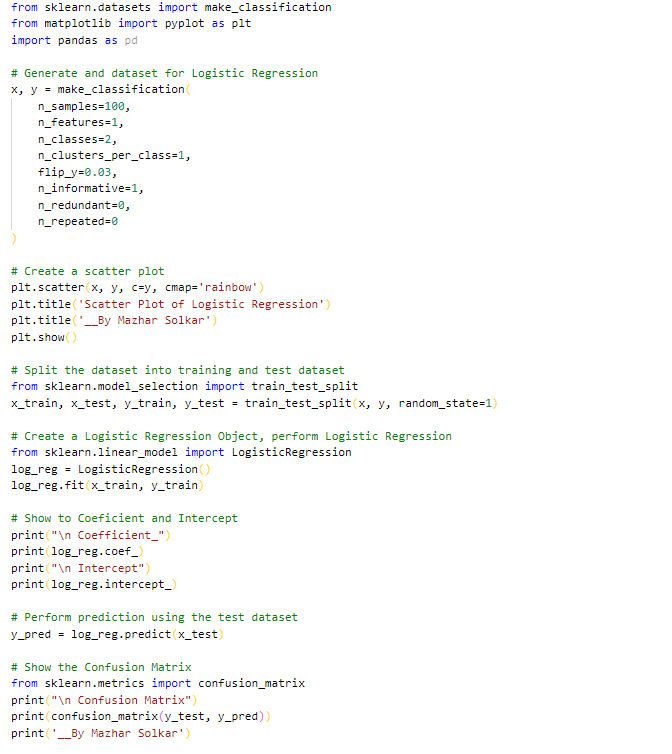 from sklearn.datasets import make_classification
from matplotlib import pyplot as plt
import pandas as pd
# Generate and dataset for Logistic Regression
x, y = make_classification(
    n_samples=100,
    n_features=1,
    n_classes=2,
    n_clusters_per_class=1,
    flip_y=0.03,
    n_informative=1,
    n_redundant=0,
    n_repeated=0
)
# Create a scatter plot
plt.scatter(x, y, c=y, cmap='rainbow')
plt.title('Scatter Plot of Logistic Regression')
plt.title('__By Mazhar Solkar')
plt.show()
# Split the dataset into training and test dataset
from sklearn.model_selection import train_test_split
x_train, x_test, y_train, y_test = train_test_split(x, y, random_state=1)
# Create a Logistic Regression Object, perform Logistic Regression
from sklearn.linear_model import LogisticRegression
log_reg = LogisticRegression()
log_reg.fit(x_train, y_train)
# Show to Coeficient and Intercept
print("\n Coefficient_")
print(log_reg.coef_)
print("\n Intercept")
print(log_reg.intercept_)
# Perform prediction using the test dataset
y_pred = log_reg.predict(x_test)
# Show the Confusion Matrix
from sklearn.metrics import confusion_matrix
print("\n Confusion Matrix")
print(confusion_matrix(y_test, y_pred))
print('__By Mazhar Solkar')